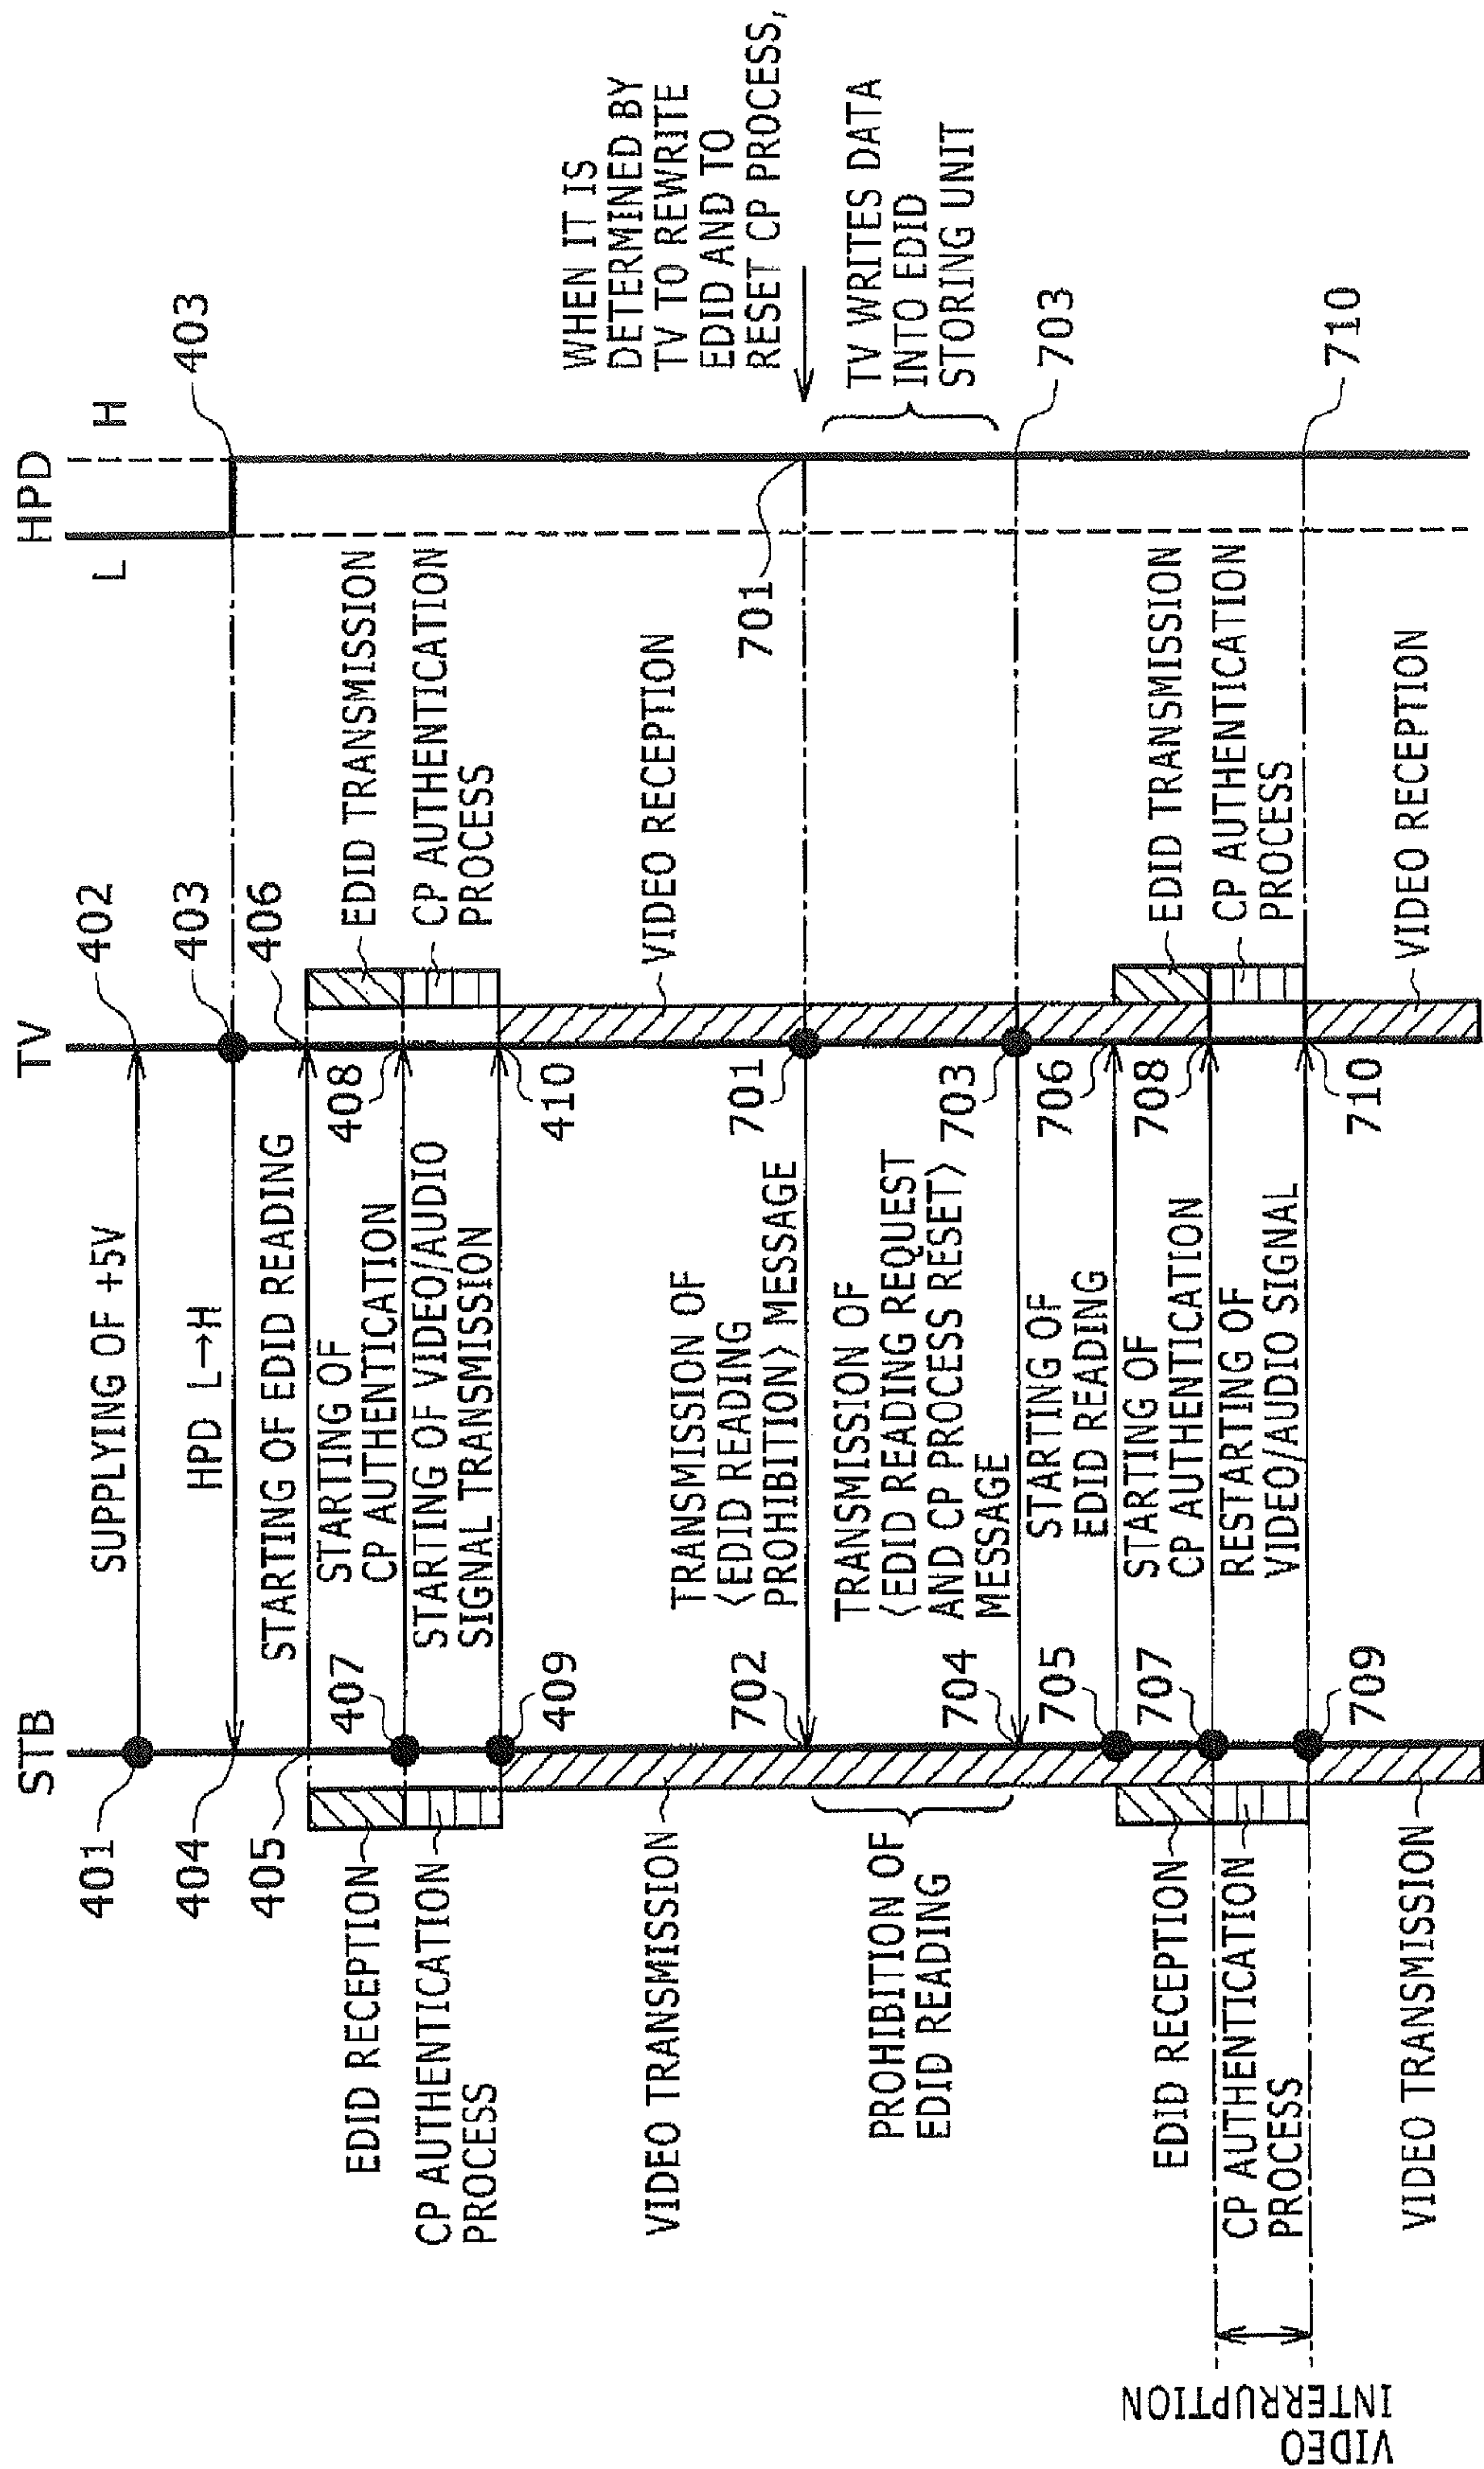 STB
TV
HPD
L
H
401
SUPPLYING OF +5V
402
404
HPD L→H
403
403
405
STARTING OF EDID READING
406
EDID RECEPTION
407
STARTING OF
CP AUTHENTICATION
408
EDID TRANSMISSION
CP AUTHENTICATION
PROCESS
409
STARTING OF VIDEO/AUDIO
SIGNAL TRANSMISSION
410
CP AUTHENTICATION
PROCESS
VIDEO TRANSMISSION
VIDEO RECEPTION
702
TRANSMISSION OF
<EDID READING
PROHIBITION> MESSAGE
701
701
WHEN IT IS
DETERMINED BY
TV TO REWRITE
EDID AND TO
RESET CP PROCESS,
PROHIBITION OF
EDID READING
TV WRITES DATA
INTO EDID
STORING UNIT
704
TRANSMISSION OF
<EDID READING REQUEST
AND CP PROCESS RESET>
MESSAGE
703
703
705
STARTING OF
EDID READING
706
EDID RECEPTION
707
STARTING OF
CP AUTHENTICATION
708
EDID TRANSMISSION
VIDEO
INTERRUPTION
CP AUTHENTICATION
PROCESS
709
RESTARTING OF
VIDEO/AUDIO SIGNAL
710
CP AUTHENTICATION
PROCESS
710
VIDEO TRANSMISSION
VIDEO RECEPTION